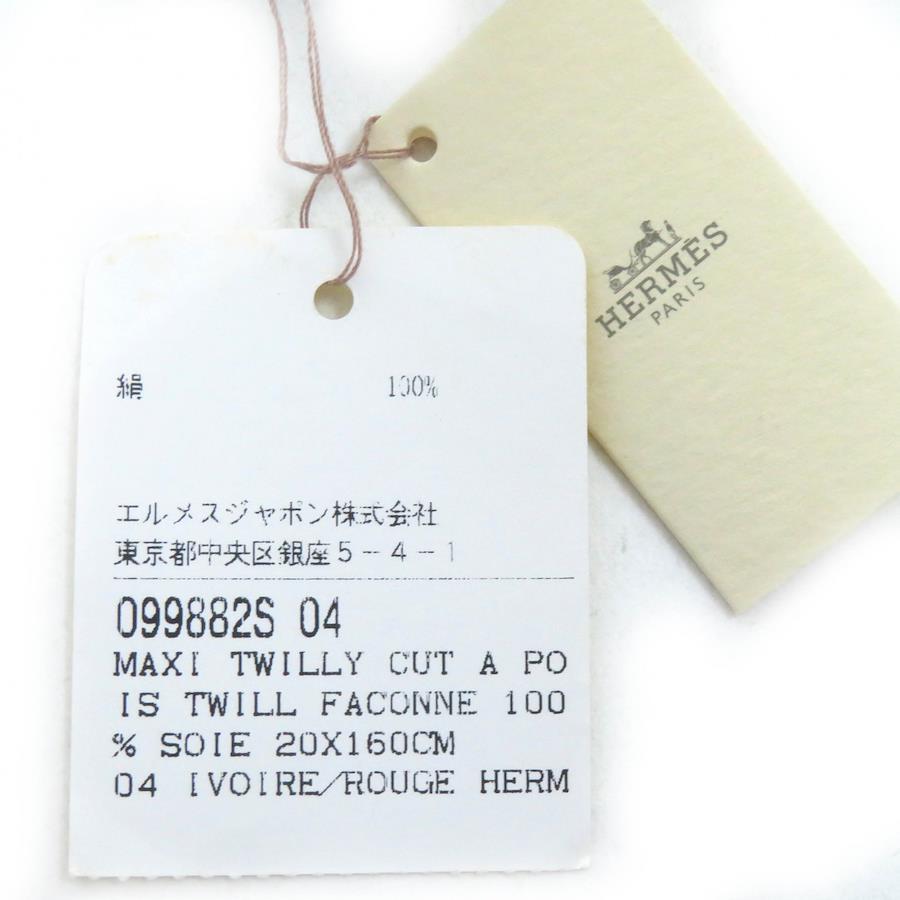 HERMÈS
PARIS
絹 100%
エルメスジャポン株式会社
東京都中央区銀座5-4-1
099882S 04
MAXI TWILLY CUT A PO
IS TWILL FACONNE 100
% SOIE 20X160CM
04 IVOIRE/ROUGE HERM